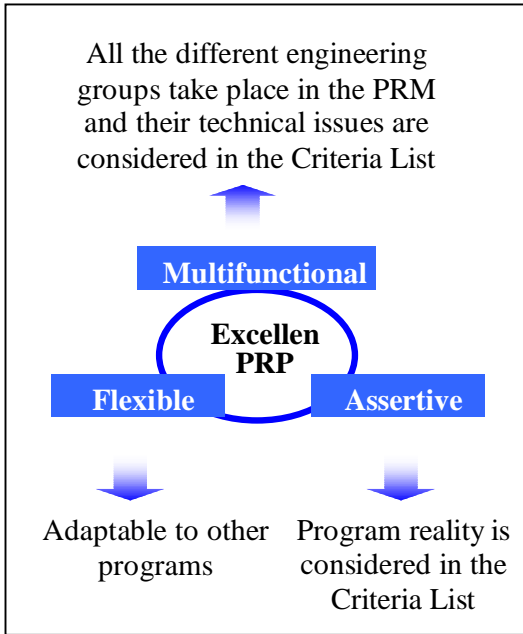 All the different engineering
groups take place in the PRM
and their technical issues are
considered in the Criteria List
Multifunctional
Excellen
PRP
Flexible
Assertive
Adaptable to other
programs
Program reality is
considered in the
Criteria List